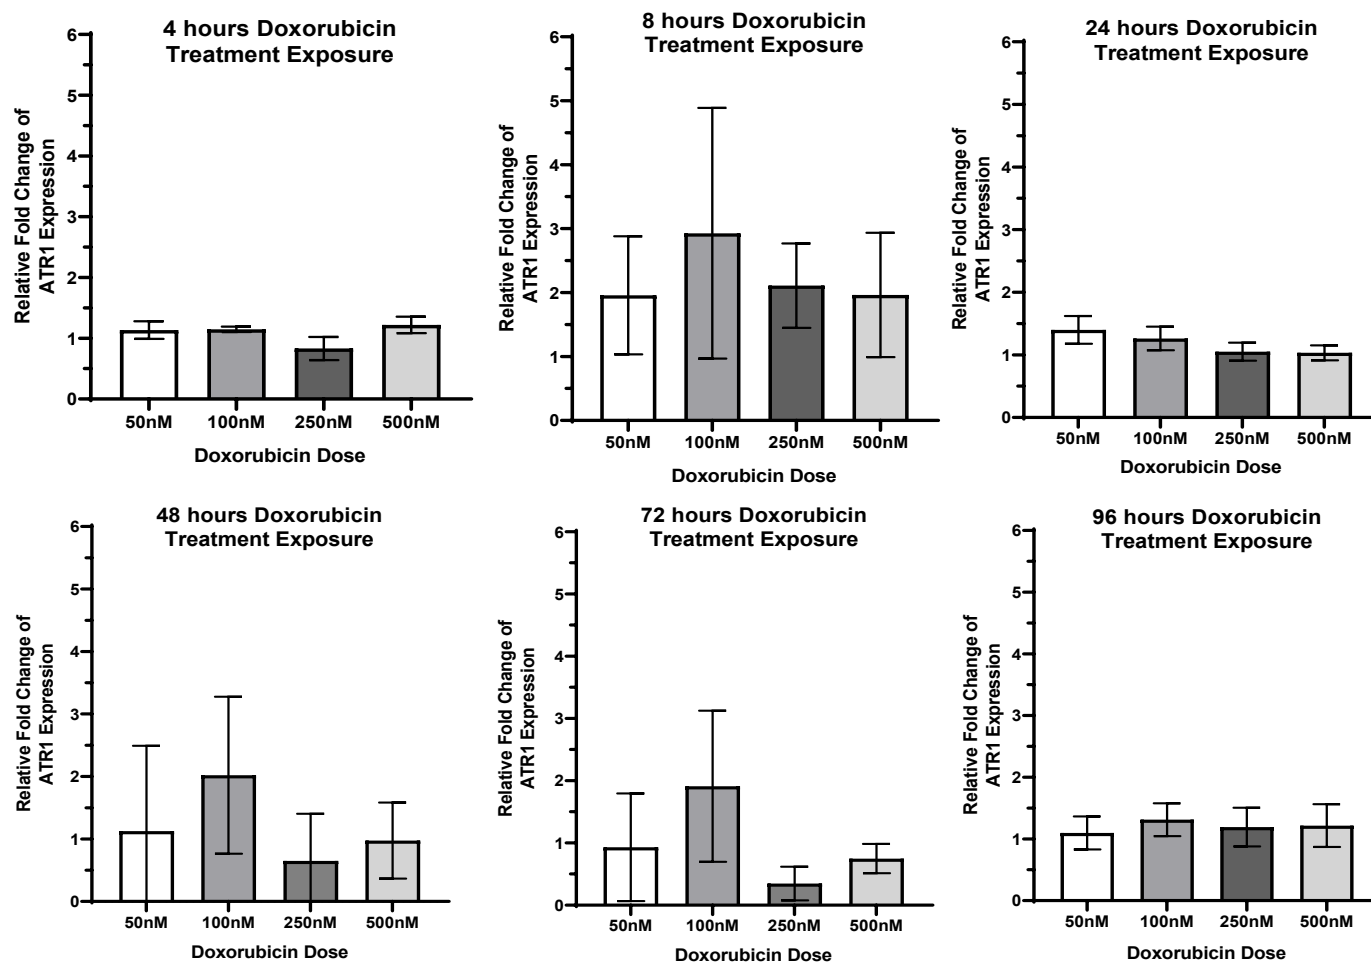 4 hours Doxorubicin
Treatment Exposure
Relative Fold Change of
ATR1 Expression
6
5
4
3
2
1
0
50nM 100nM 250nM 500nM
Doxorubicin Dose
8 hours Doxorubicin
Treatment Exposure
Relative Fold Change of
ATR1 Expression
6
5
4
3
2
1
0
50nM 100nM 250nM 500nM
Doxorubicin Dose
24 hours Doxorubicin
Treatment Exposure
Relative Fold Change of
ATR1 Expression
6
5
4
3
2
1
0
50nM 100nM 250nM 500nM
Doxorubicin Dose
48 hours Doxorubicin
Treatment Exposure
Relative Fold Change of
ATR1 Expression
6
5
4
3
2
1
0
50nM 100nM 250nM 500nM
Doxorubicin Dose
72 hours Doxorubicin
Treatment Exposure
Relative Fold Change of
ATR1 Expression
6
5
4
3
2
1
0
50nM 100nM 250nM 500nM
Doxorubicin Dose
96 hours Doxorubicin
Treatment Exposure
Relative Fold Change of
ATR1 Expression
6
5
4
3
2
1
0
50nM 100nM 250nM 500nM
Doxorubicin Dose